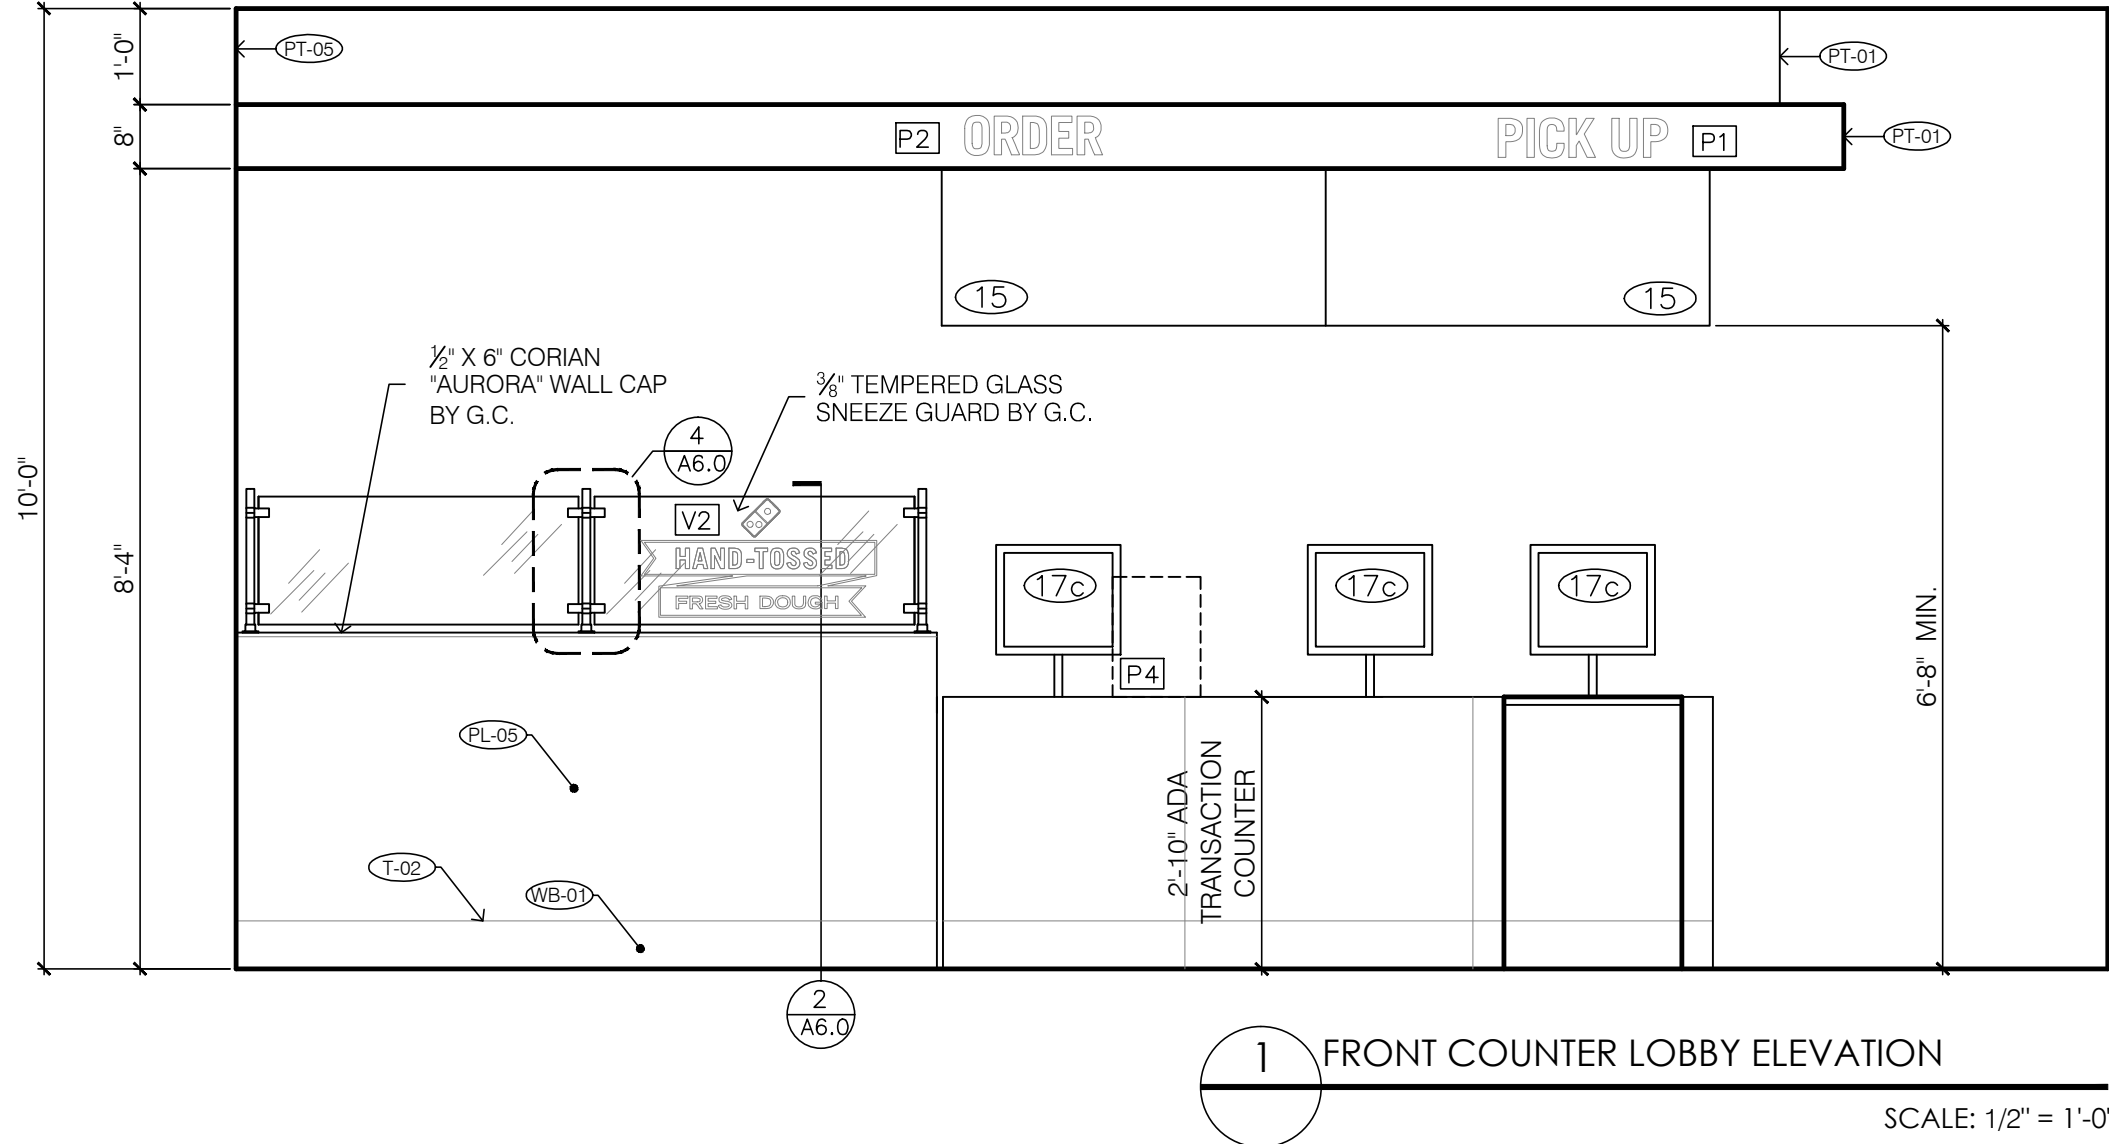 1'-0"
PT-05
PT-01
8"
P2 ORDER
PICK UP P1
PT-01
15
15
½" X 6" CORIAN
"AURORA" WALL CAP
BY G.C.
⅜" TEMPERED GLASS
SNEEZE GUARD BY G.C.
4
A6.0
10'-0"
8'-4"
V2
HAND-TOSSED
FRESH DOUGH
17c
17c
17c
P4
6'-8" MIN.
PL-05
2'-10" ADA
TRANSACTION
COUNTER
T-02
WB-01
2
A6.0
1 FRONT COUNTER LOBBY ELEVATION
SCALE: 1/2" = 1'-0"